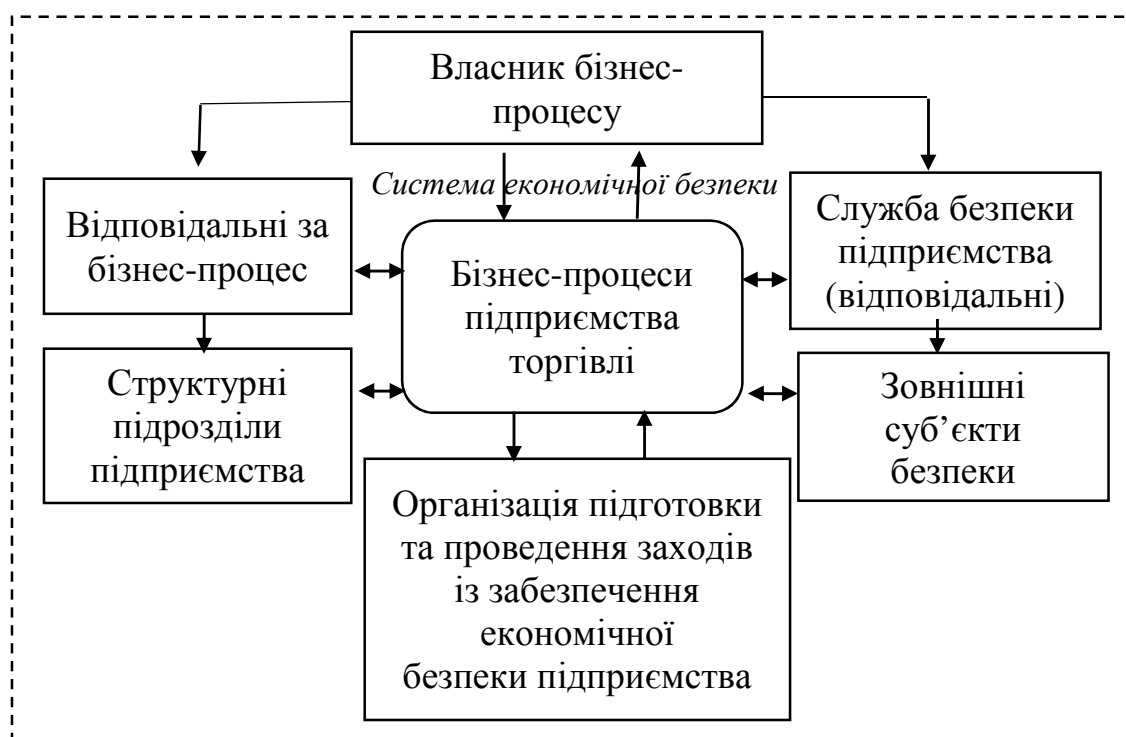 Власник бізнес-
процесу
Система економічної безпеки
Відповідальні за
бізнес-процес
Бізнес-процеси
підприємства
торгівлі
Служба безпеки
підприємства
(відповідальні)
Структурні
підрозділи
підприємства
Зовнішні
суб’єкти
безпеки
Організація підготовки
та проведення заходів
із забезпечення
економічної
безпеки підприємства